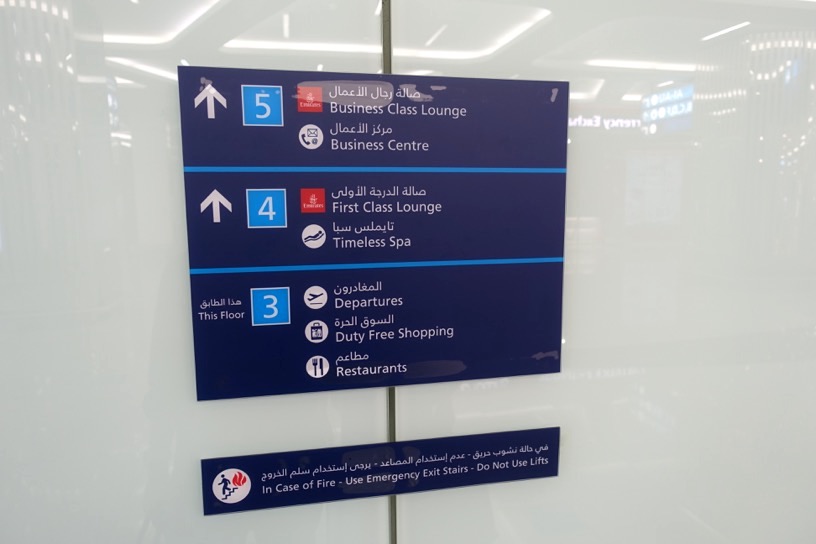 5
صالة رجال الأعمال
Emirates
Business Class Lounge
مركز الأعمال
Business Centre
4
صالة الدرجة الأولى
Emirates
First Class Lounge
تايملس سبا
Timeless Spa
هذا الطابق
This Floor
3
المغادرون
Departures
السوق الحرة
Duty Free Shopping
مطاعم
Restaurants
في حالة نشوب حريق - عدم إستخدام المصاعد - يرجى إستخدام سلم الخروج
In Case of Fire - Use Emergency Exit Stairs - Do Not Use Lifts